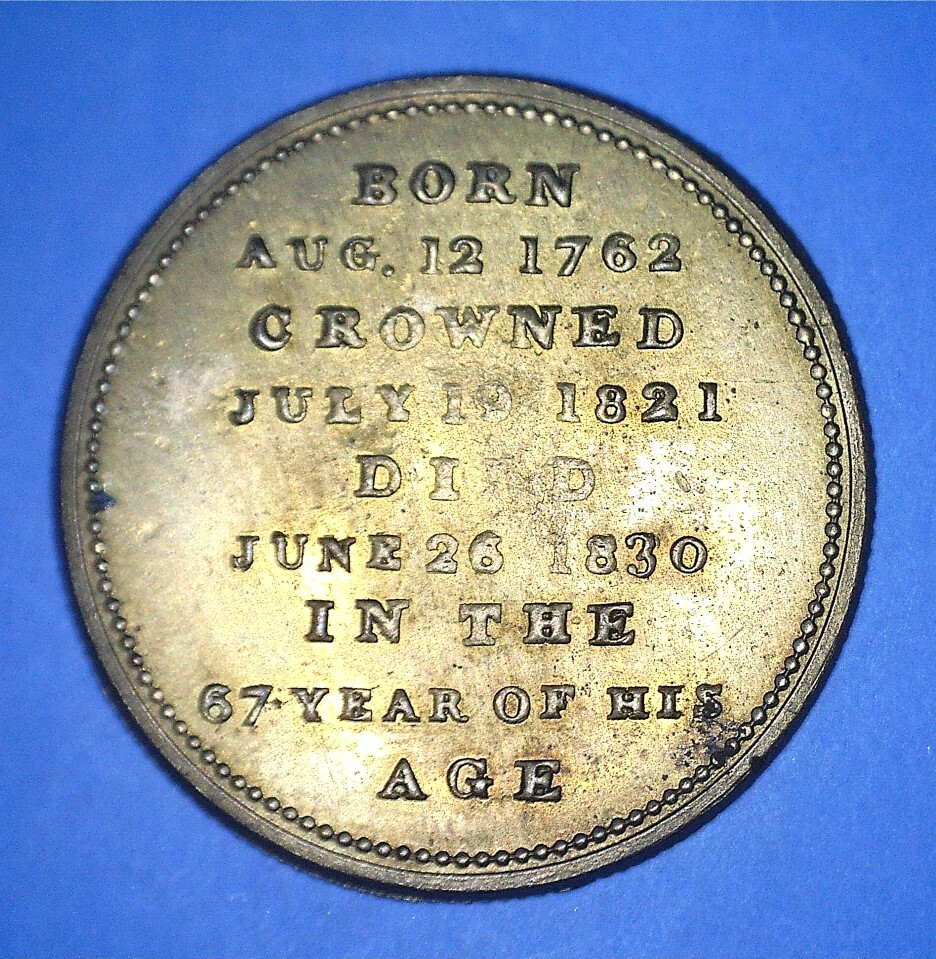 BORN
AUG. 12 1762
CROWNED
JULY 19 1821
DIED
JUNE 26 1830
IN THE
67 YEAR OF HIS
AGE